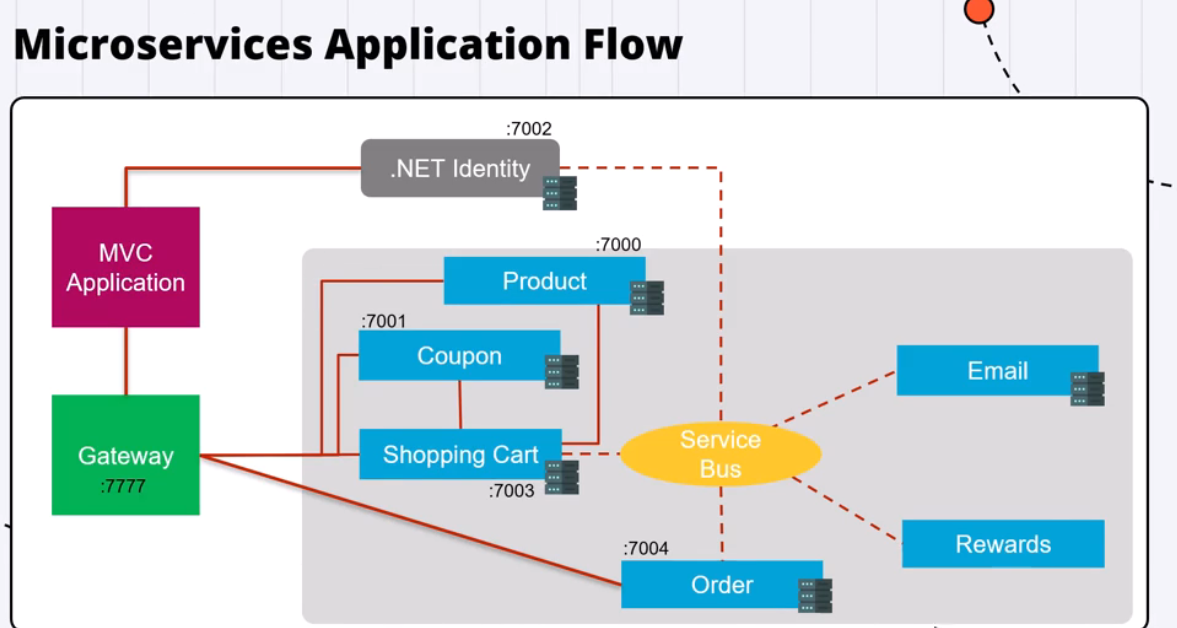 Microservices Application Flow
:7002
.NET Identity
MVC
Application
:7000
Product
:7001
Coupon
Email
Gateway
:7777
Shopping Cart
:7003
Service
Bus
Rewards
:7004
Order